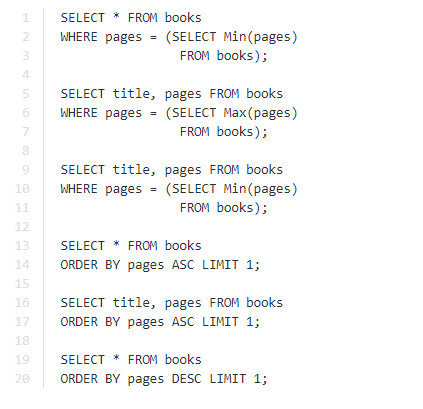 1 SELECT * FROM books
2 WHERE pages = (SELECT Min(pages)
3 FROM books);
4
5 SELECT title, pages FROM books
6 WHERE pages = (SELECT Max(pages)
7 FROM books);
8
9 SELECT title, pages FROM books
10 WHERE pages = (SELECT Min(pages)
11 FROM books);
12
13 SELECT * FROM books
14 ORDER BY pages ASC LIMIT 1;
15
16 SELECT title, pages FROM books
17 ORDER BY pages ASC LIMIT 1;
18
19 SELECT * FROM books
20 ORDER BY pages DESC LIMIT 1;